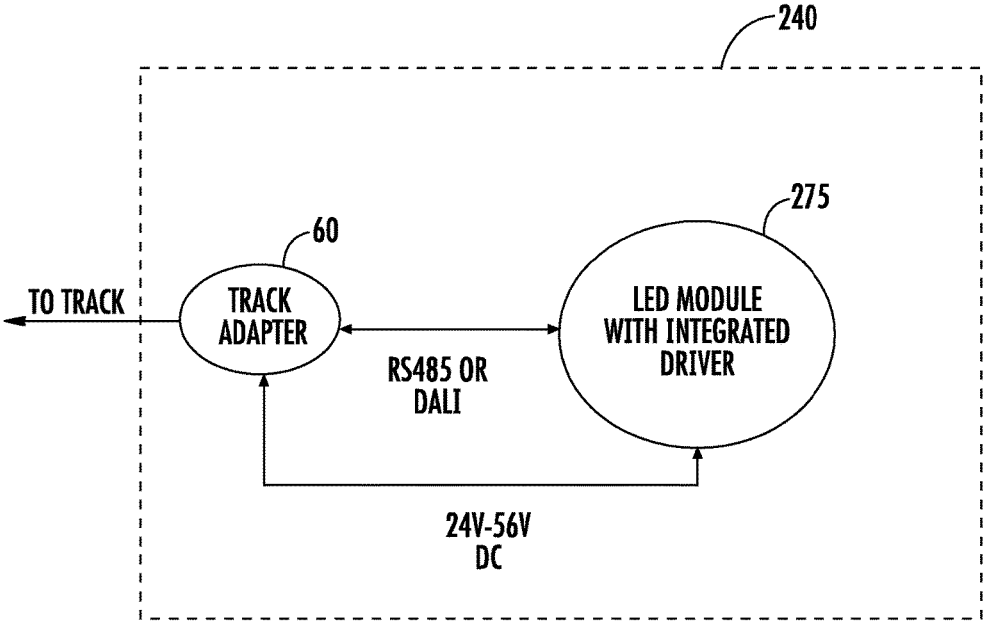 240
275
60
TO TRACK
TRACK
ADAPTER
LED MODULE
WITH INTEGRATED
DRIVER
RS485 OR
DALI
24V-56V
DC